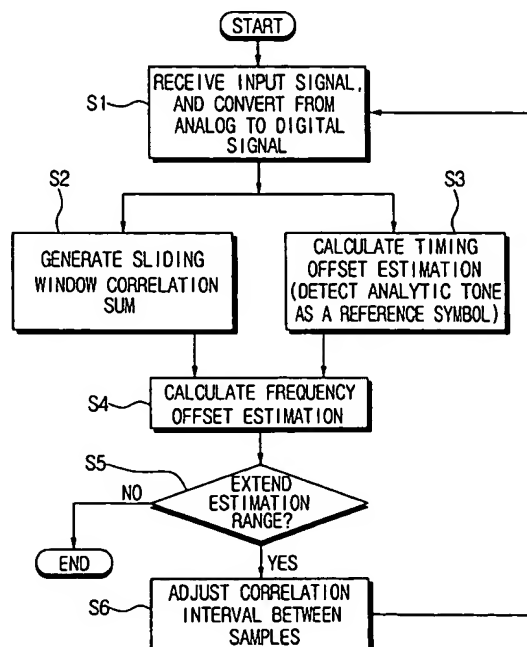 START
S1
RECEIVE INPUT SIGNAL,
AND CONVERT FROM
ANALOG TO DIGITAL
SIGNAL
S2
GENERATE SLIDING
WINDOW CORRELATION
SUM
S3
CALCULATE TIMING
OFFSET ESTIMATION
(DETECT ANALYTIC TONE
AS A REFERENCE SYMBOL)
S4
CALCULATE FREQUENCY
OFFSET ESTIMATION
S5
EXTEND
ESTIMATION
RANGE?
NO
END
YES
S6
ADJUST CORRELATION
INTERVAL BETWEEN
SAMPLES